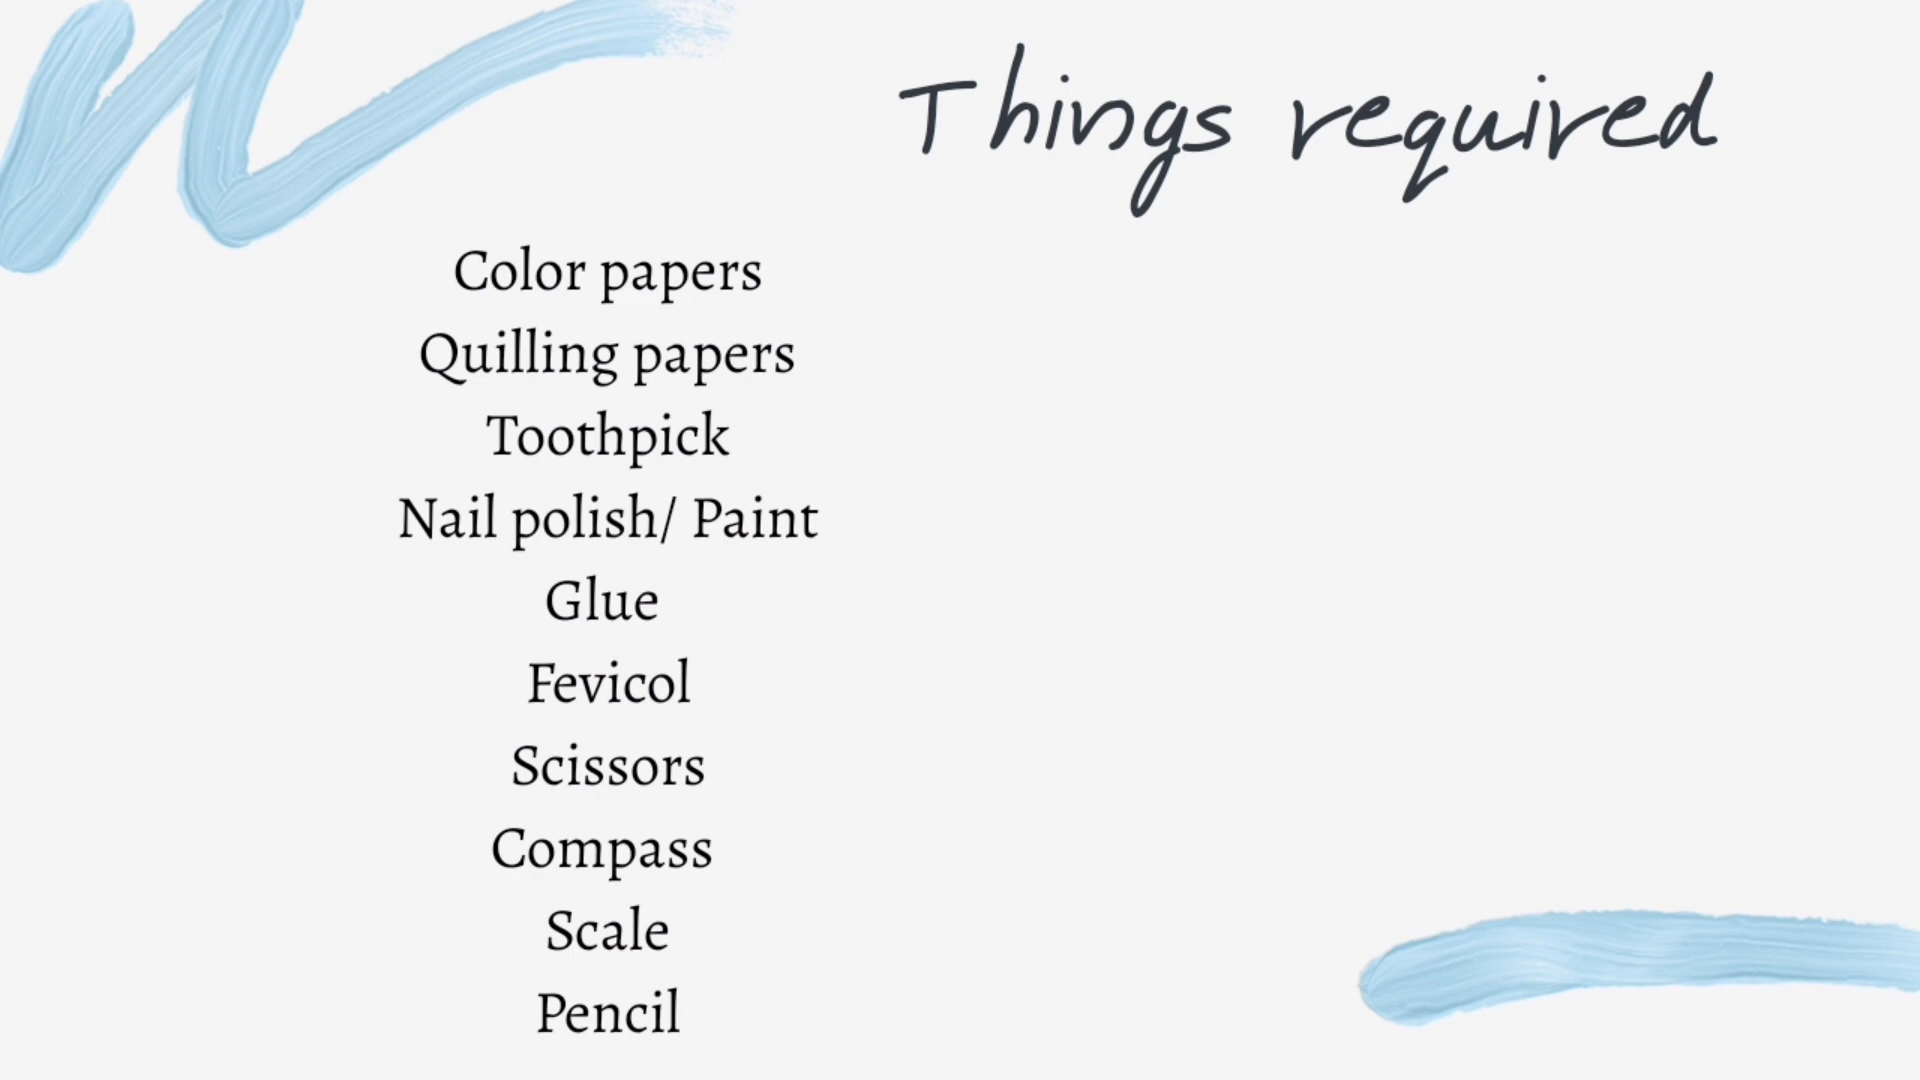 Things required
Color papers
Quilling papers
Toothpick
Nail polish/ Paint
Glue
Fevicol
Scissors
Compass
Scale
Pencil